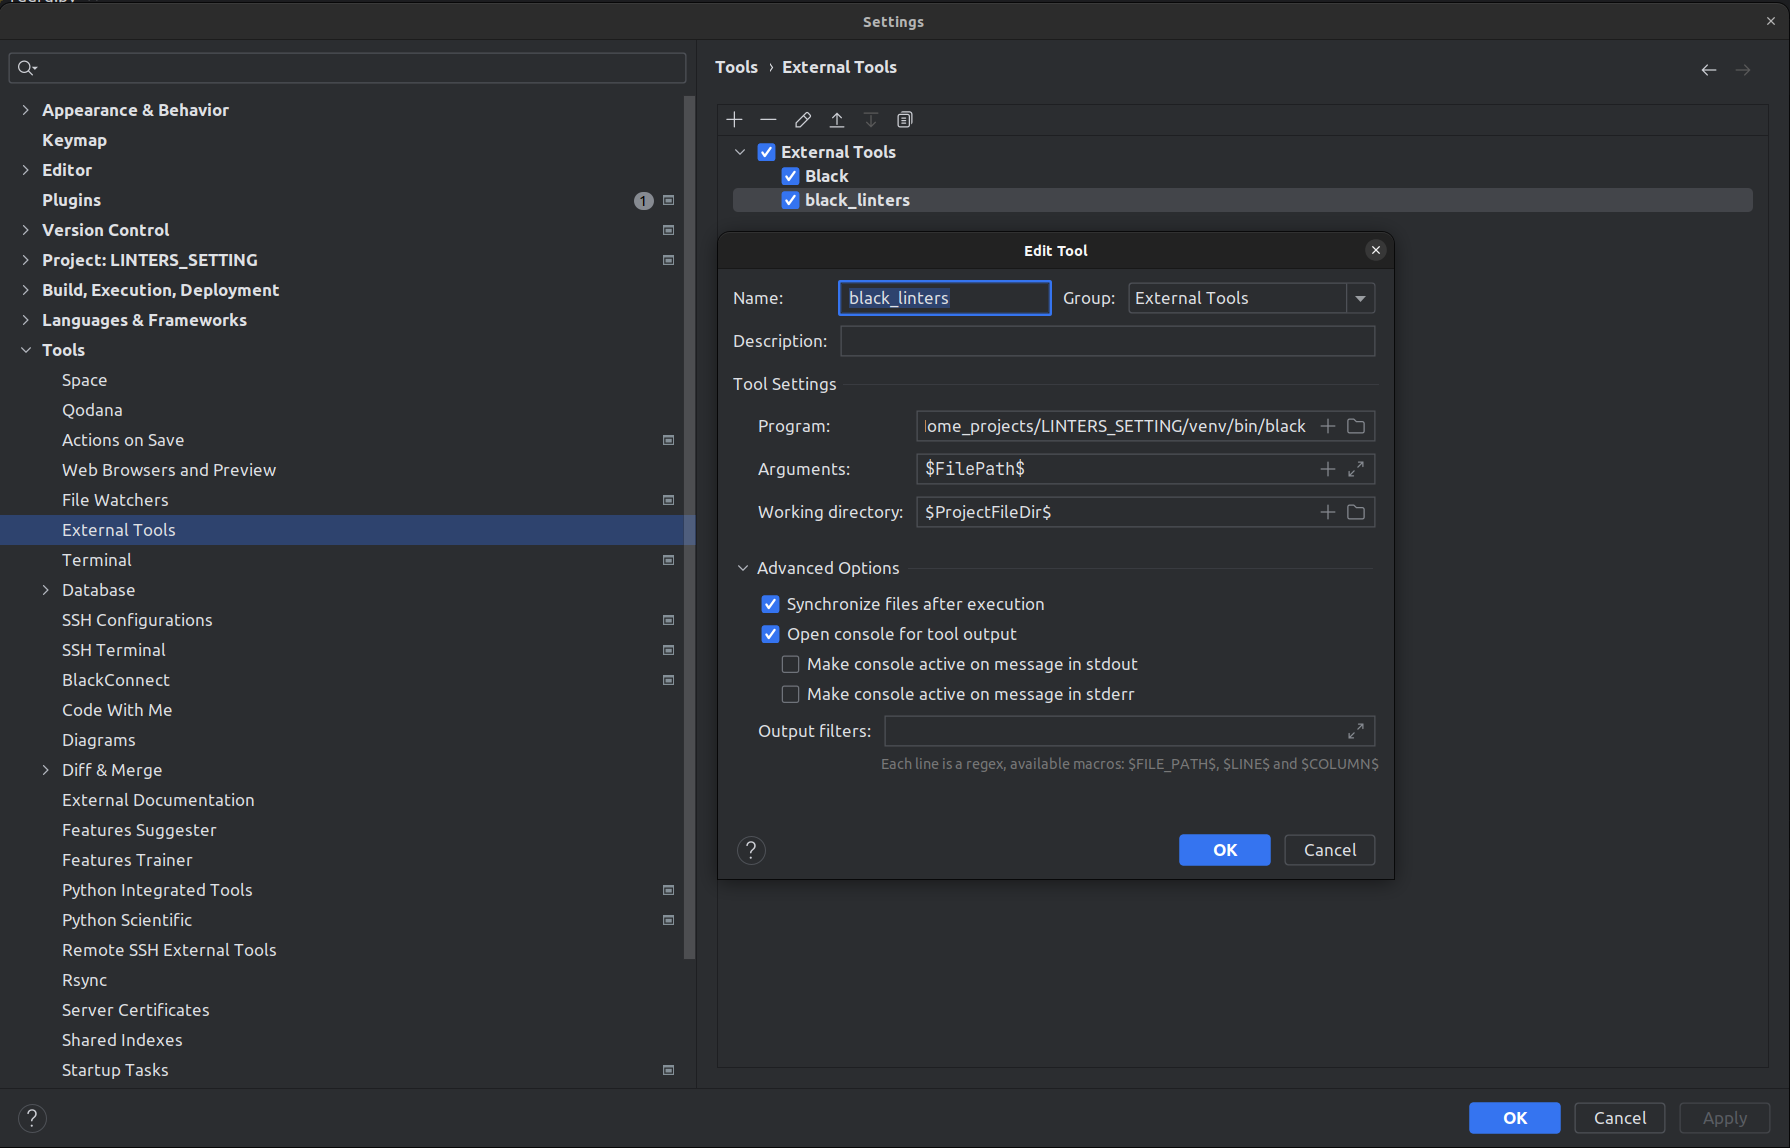 Settings
Appearance & Behavior
Keymap
Editor
Plugins
1
Version Control
Project: LINTERS_SETTING
Build, Execution, Deployment
Languages & Frameworks
Tools
Space
Qodana
Actions on Save
Web Browsers and Preview
File Watchers
External Tools
Terminal
Database
SSH Configurations
SSH Terminal
BlackConnect
Code With Me
Diagrams
Diff & Merge
External Documentation
Features Suggester
Features Trainer
Python Integrated Tools
Python Scientific
Remote SSH External Tools
Rsync
Server Certificates
Shared Indexes
Startup Tasks
?
Tools › External Tools
External Tools
Black
black_linters
Edit Tool
Name: black_linters Group: External Tools
Description:
Tool Settings
Program: ome_projects/LINTERS_SETTING/venv/bin/black
Arguments: $FilePath$
Working directory: $ProjectFileDir$
Advanced Options
Synchronize files after execution
Open console for tool output
Make console active on message in stdout
Make console active on message in stderr
Output filters:
Each line is a regex, available macros: $FILE_PATH$, $LINE$ and $COLUMN$
? OK Cancel
OK Cancel Apply